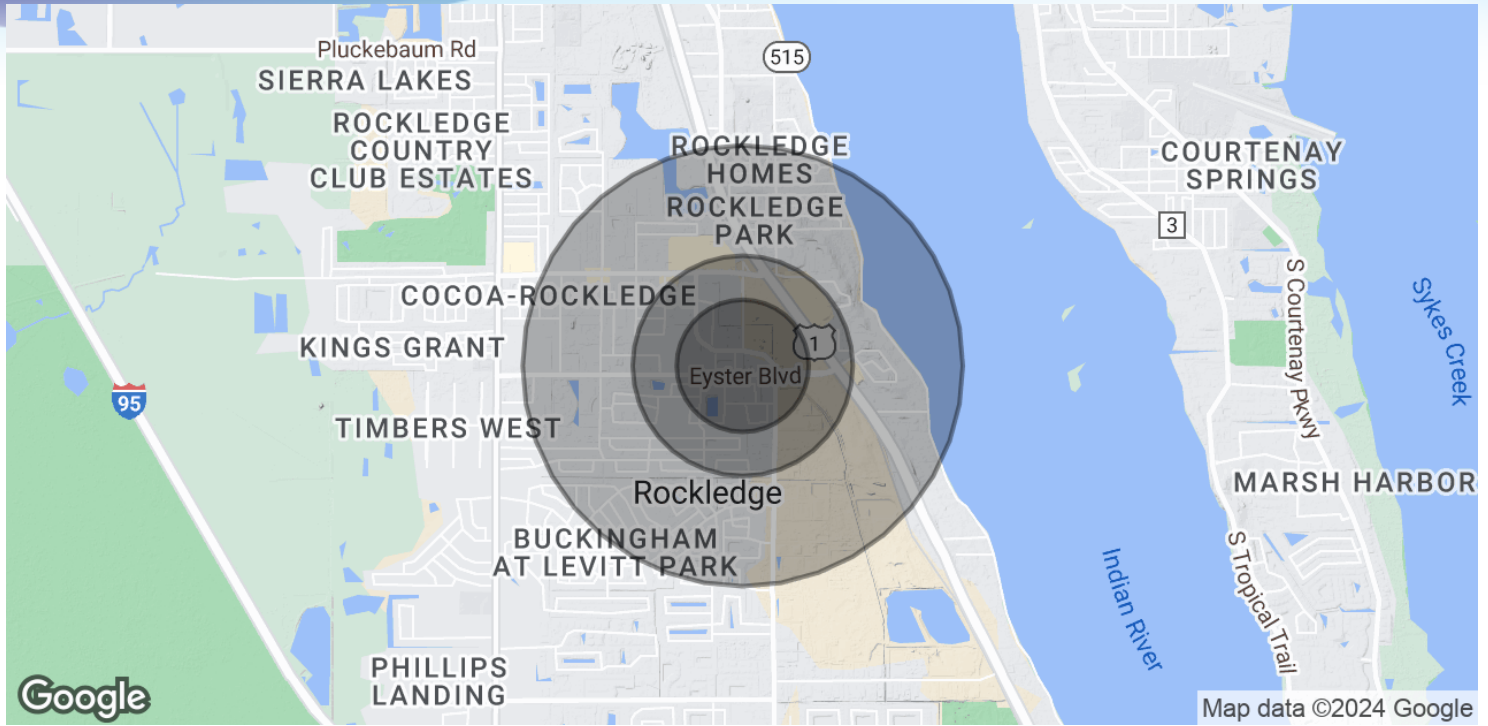 Pluckebaum Rd
515
SIERRA LAKES
ROCKLEDGE
COUNTRY
CLUB ESTATES
ROCKLEDGE
HOMES
COURTENAY
SPRINGS
ROCKLEDGE
PARK
3
COCOA-ROCKLEDGE
S Courtenay Pkwy
Sykes Creek
KINGS GRANT
1
Eyster Blvd
95
TIMBERS WEST
Rockledge
MARSH HARBOR
BUCKINGHAM
AT LEVITT PARK
S Tropical Trail
Indian River
PHILLIPS
LANDING
Google
Map data ©2024 Google